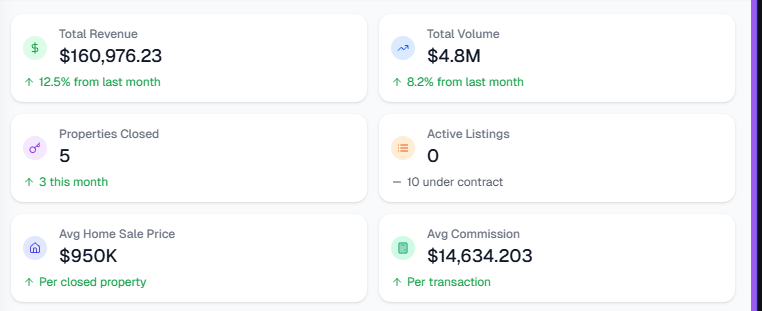 Total Revenue
$160,976.23
↑ 12.5% from last month
Total Volume
$4.8M
↑ 8.2% from last month
Properties Closed
5
↑ 3 this month
Active Listings
0
— 10 under contract
Avg Home Sale Price
$950K
↑ Per closed property
Avg Commission
$14,634.203
↑ Per transaction